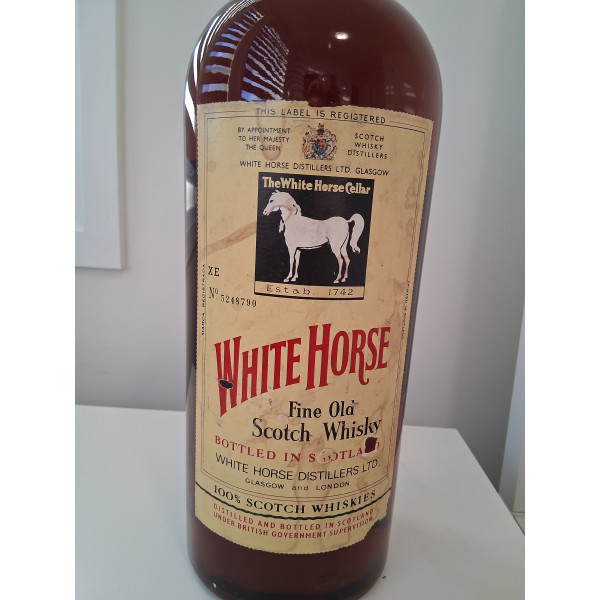 THIS LABEL IS REGISTERED
BY APPOINTMENT
TO HER MAJESTY
THE QUEEN
SCOTCH
WHISKY
DISTILLERS
WHITE HORSE DISTILLERS LTD. GLASGOW
The White Horse Cellar
Estab. 1742
XE
Nº 5248790
MARCA REGISTRADA
WHITE HORSE
Fine Old
Scotch Whisky
BOTTLED IN SCOTLAND
WHITE HORSE DISTILLERS LTD.
GLASGOW and LONDON
100% SCOTCH WHISKIES
DISTILLED AND BOTTLED IN SCOTLAND
UNDER BRITISH GOVERNMENT SUPERVISION